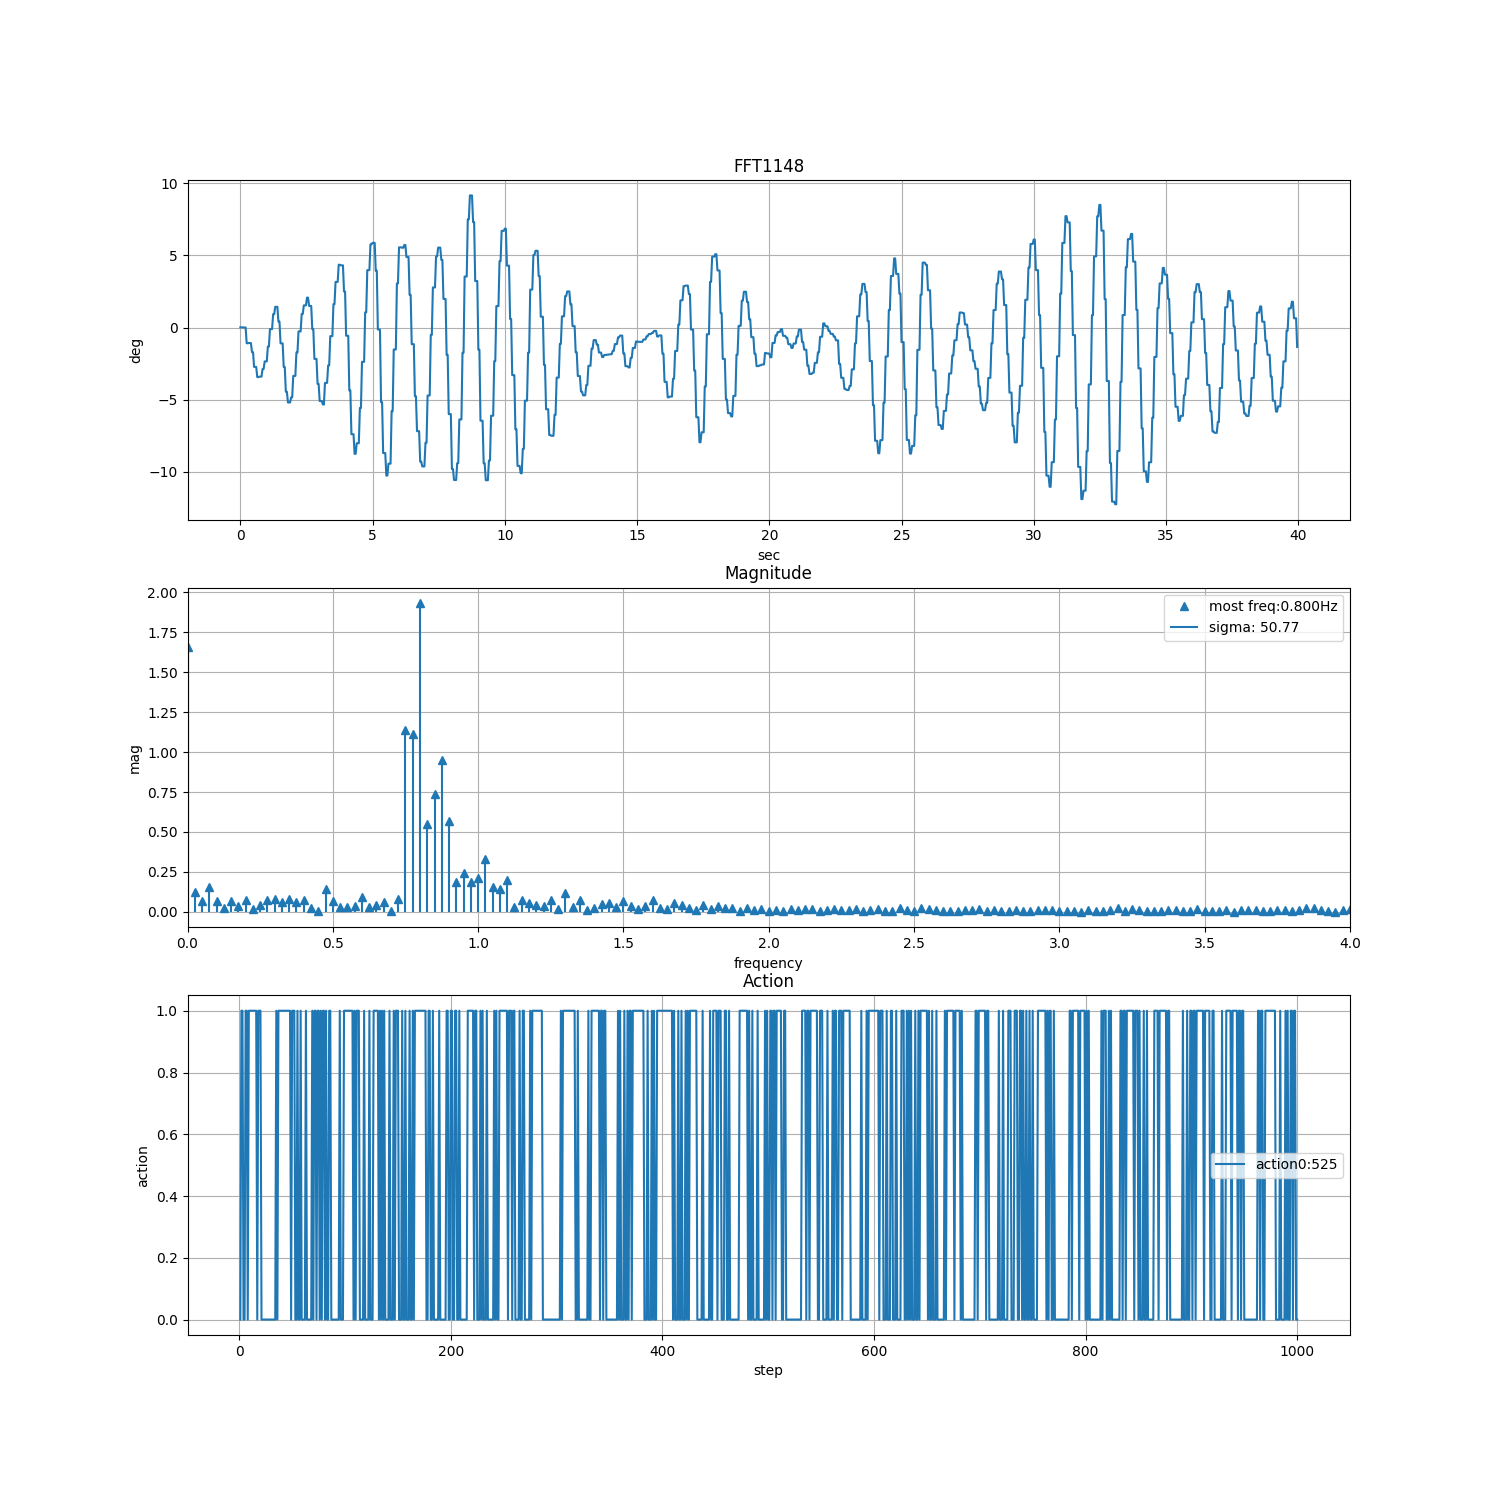 FFT1148
10
5
0
−5
−10
deg
0 5 10 15 20 25 30 35 40
sec
Magnitude
2.00
1.75
1.50
1.25
1.00
0.75
0.50
0.25
0.00
mag
most freq:0.800Hz
sigma: 50.77
0.0 0.5 1.0 1.5 2.0 2.5 3.0 3.5 4.0
frequency
Action
1.0
0.8
0.6
0.4
0.2
0.0
action
action0:525
0 200 400 600 800 1000
step